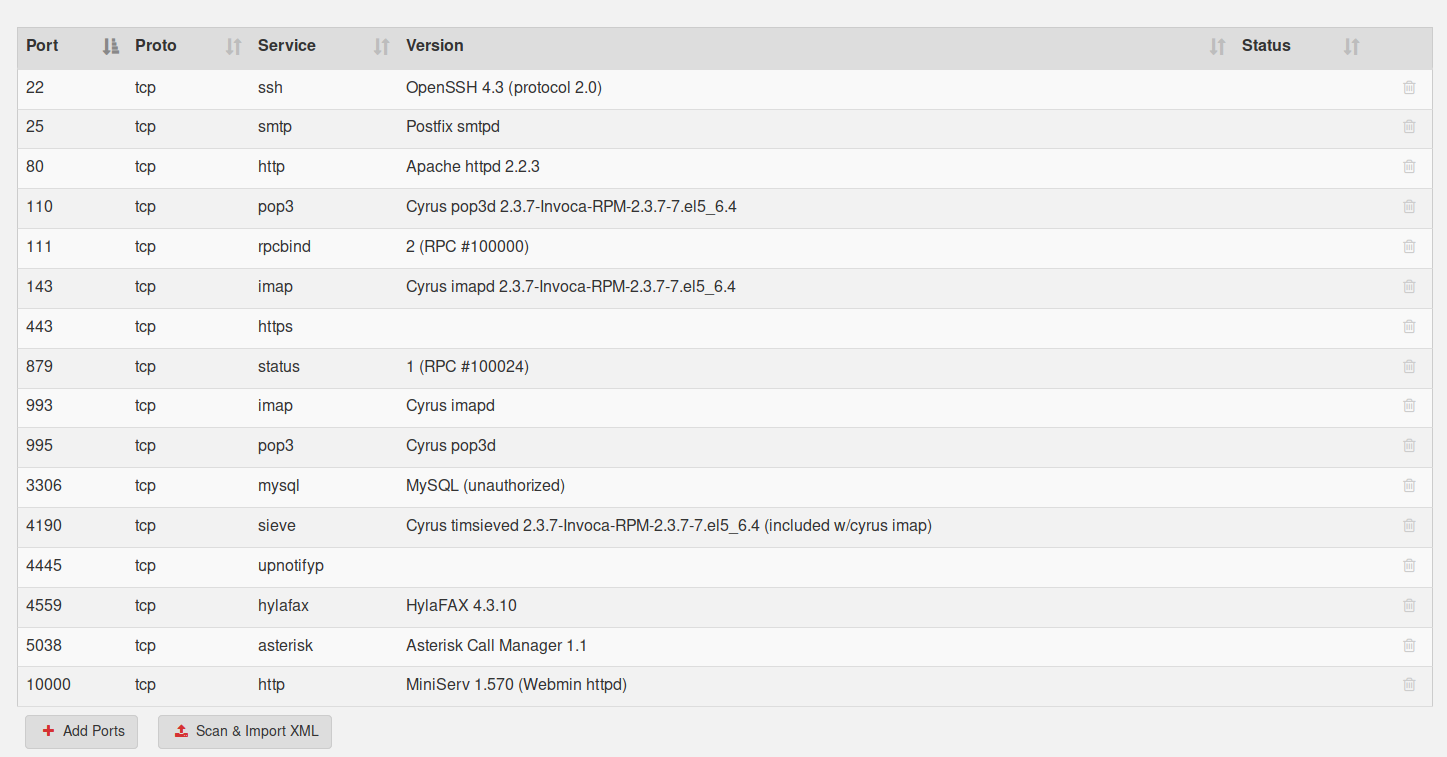 Port Proto Service Version Status
22 tcp ssh OpenSSH 4.3 (protocol 2.0)
25 tcp smtp Postfix smtpd
80 tcp http Apache httpd 2.2.3
110 tcp pop3 Cyrus pop3d 2.3.7-Invoca-RPM-2.3.7-7.el5_6.4
111 tcp rpcbind 2 (RPC #100000)
143 tcp imap Cyrus imapd 2.3.7-Invoca-RPM-2.3.7-7.el5_6.4
443 tcp https
879 tcp status 1 (RPC #100024)
993 tcp imap Cyrus imapd
995 tcp pop3 Cyrus pop3d
3306 tcp mysql MySQL (unauthorized)
4190 tcp sieve Cyrus timsieved 2.3.7-Invoca-RPM-2.3.7-7.el5_6.4 (included w/cyrus imap)
4445 tcp upnotifyp
4559 tcp hylafax HylaFAX 4.3.10
5038 tcp asterisk Asterisk Call Manager 1.1
10000 tcp http MiniServ 1.570 (Webmin httpd)
Add Ports Scan & Import XML